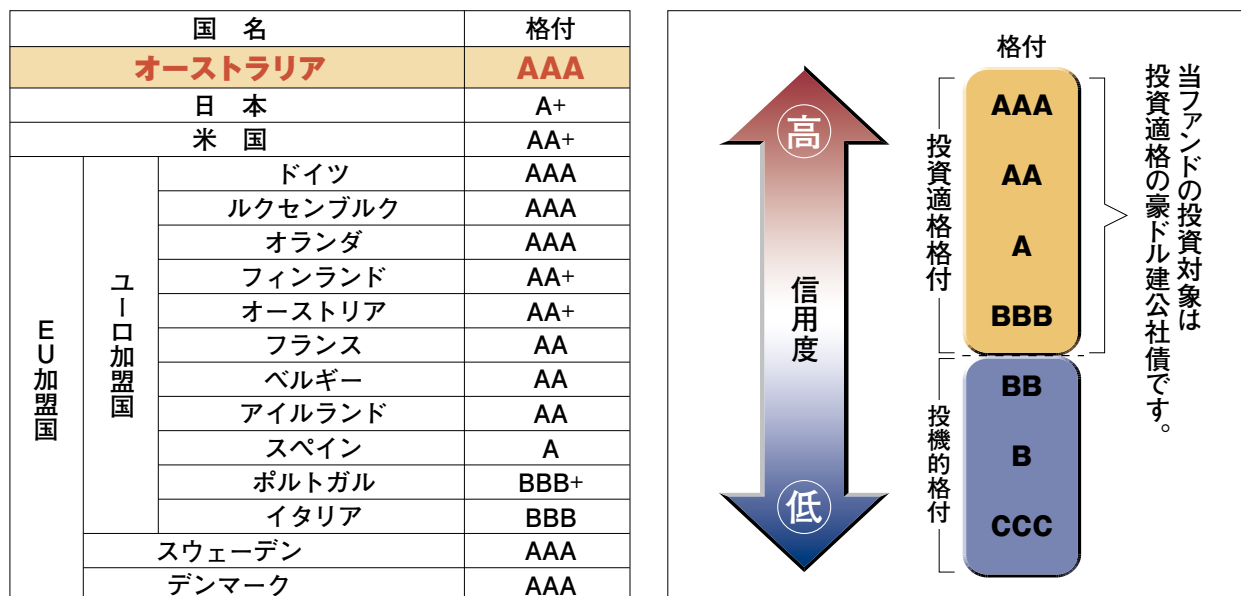 国 名 格付
オーストラリア AAA
日 本 A+
米 国 AA+
EU加盟国
ユーロ加盟国
ドイツ AAA
ルクセンブルク AAA
オランダ AAA
フィンランド AA+
オーストリア AA+
フランス AA
ベルギー AA
アイルランド AA
スペイン A
ポルトガル BBB+
イタリア BBB
スウェーデン AAA
デンマーク AAA
高
信用度
低
格付
投資適格格付
AAA
AA
A
BBB
投機的格付
BB
B
CCC
当ファンドの投資対象は
投資適格の豪ドル建公社債です。